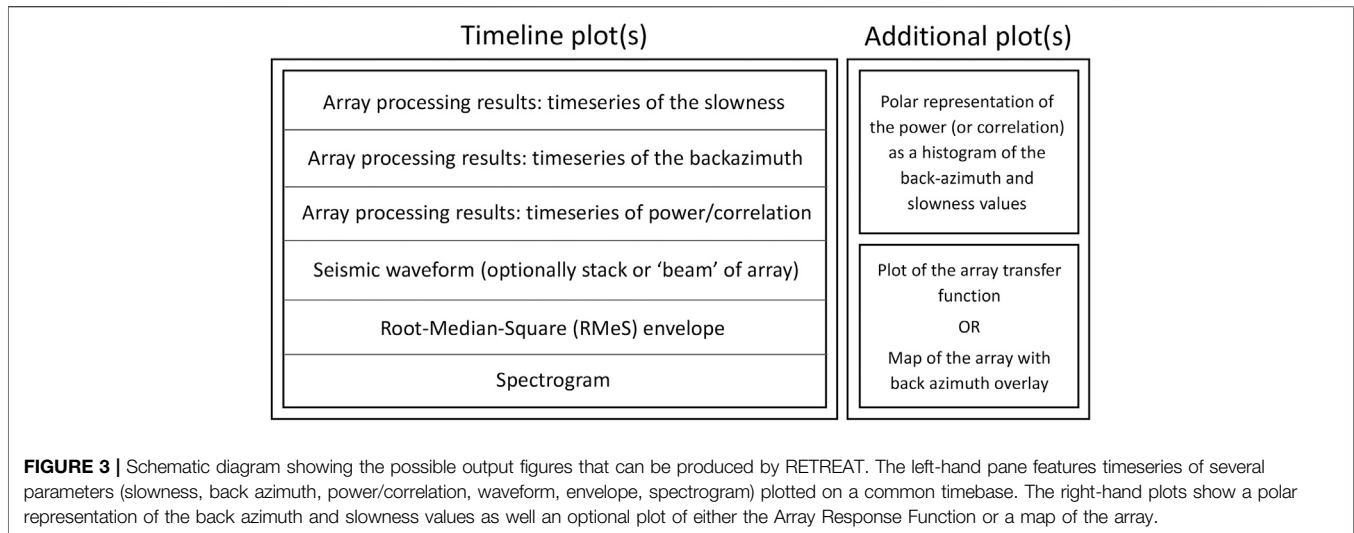 Timeline plot(s)
Array processing results: timeseries of the slowness
Array processing results: timeseries of the backazimuth
Array processing results: timeseries of power/correlation
Seismic waveform (optionally stack or ‘beam’ of array)
Root-Median-Square (RMeS) envelope
Spectrogram
Additional plot(s)
Polar representation of
the power (or correlation)
as a histogram of the
back-azimuth and
slowness values
Plot of the array transfer
function
OR
Map of the array with
back azimuth overlay
FIGURE 3 | Schematic diagram showing the possible output figures that can be produced by RETREAT. The left-hand pane features timeseries of several
parameters (slowness, back azimuth, power/correlation, waveform, envelope, spectrogram) plotted on a common timebase. The right-hand plots show a polar
representation of the back azimuth and slowness values as well an optional plot of either the Array Response Function or a map of the array.